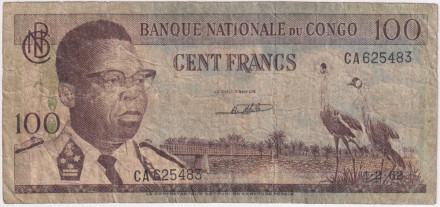 BNC
BANQUE NATIONALE DU CONGO 100
CA 625483
CENT FRANCS
100
CA 625483
1-2-62